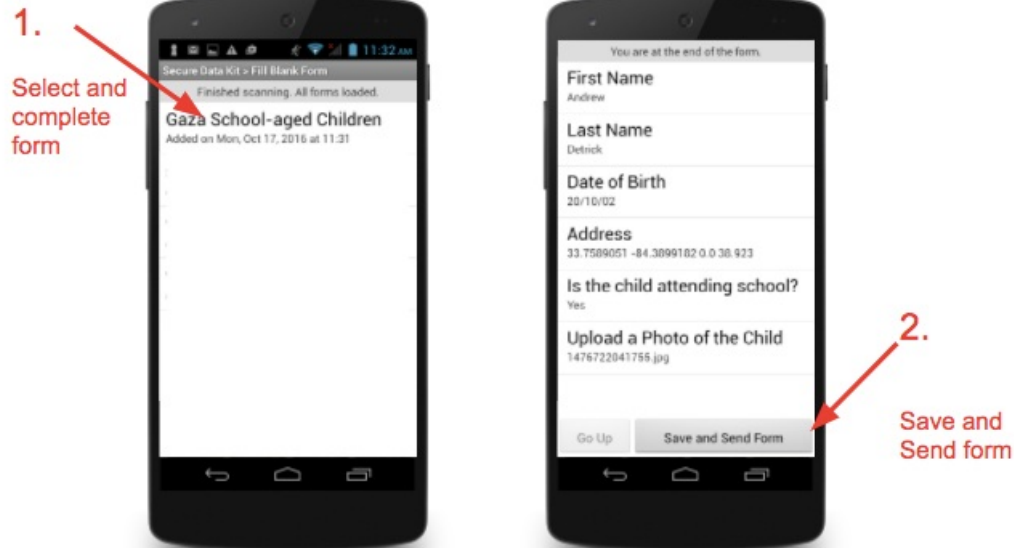 1.
Select and
complete
form
11:32 AM
Secure Data Kit > Fill Blank Form
Finished scanning. All forms loaded.
Gaza School-aged Children
Added on Mon, Oct 17, 2016 at 11:31
You are at the end of the form.
First Name
Andrew
Last Name
Detrick
Date of Birth
20/10/02
Address
33.7589051 -84.3899182 0.0 38.923
Is the child attending school?
Yes
Upload a Photo of the Child
1476722041755.jpg
Go Up
Save and Send Form
2.
Save and
Send form